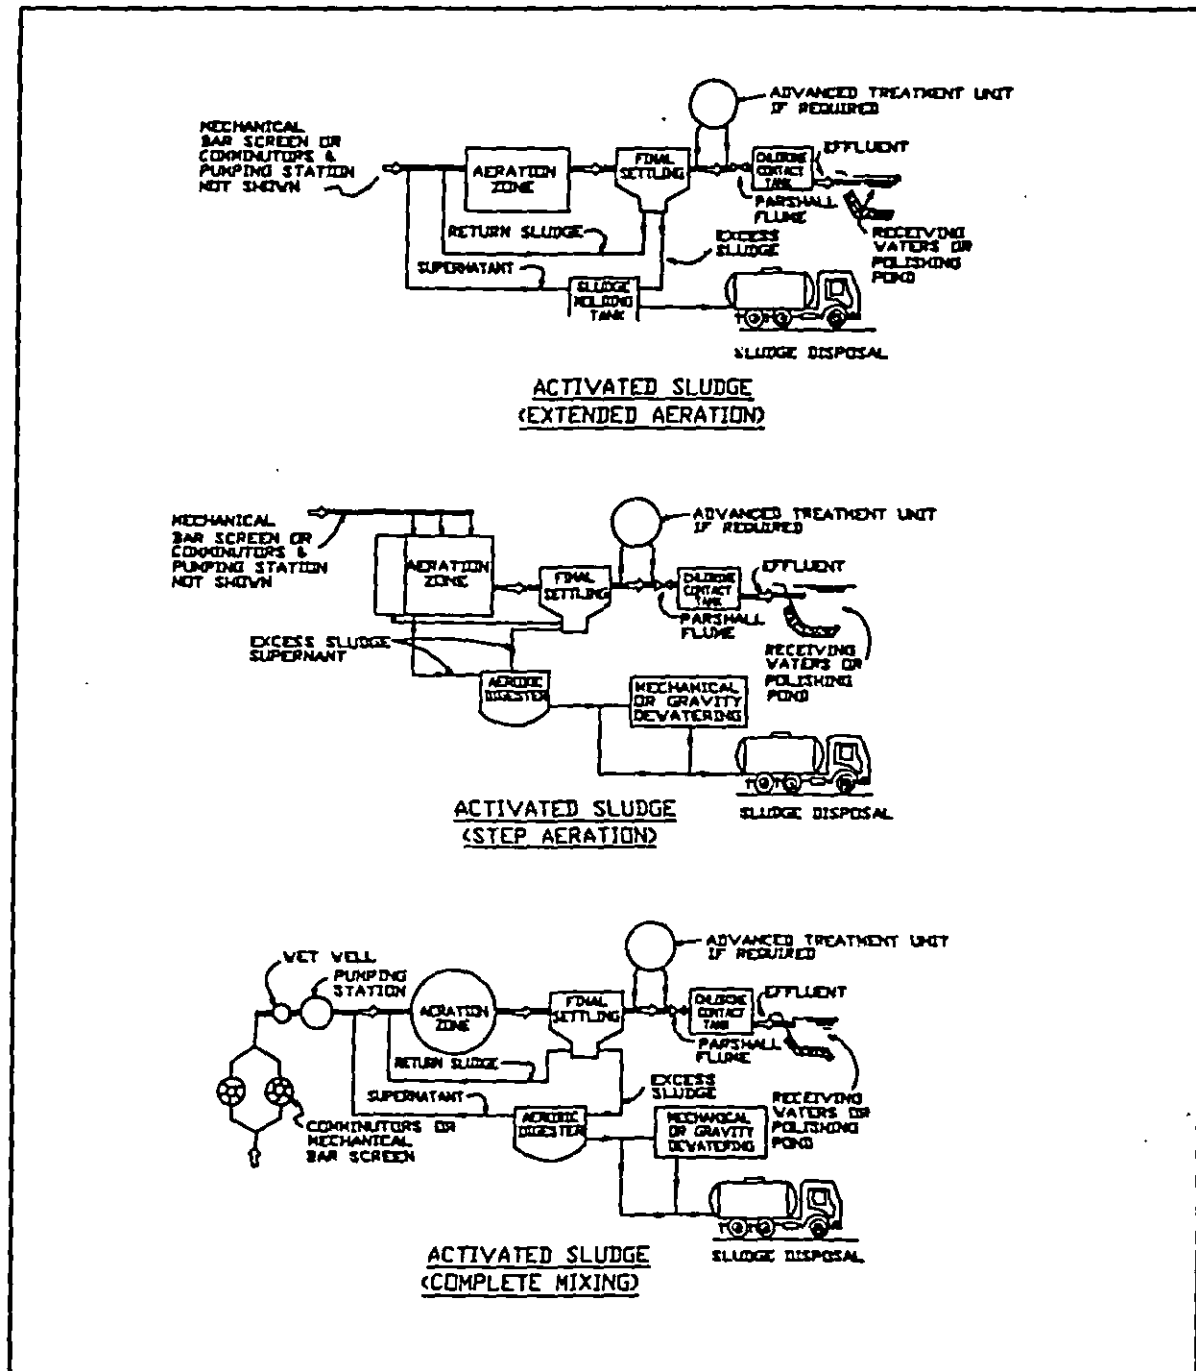 MECHANICAL
BAR SCREEN OR
COMMINUTORS &
PUMPING STATION
NOT SHOWN
AERATION
ZONE
FINAL
SETTLING
ADVANCED TREATMENT UNIT
IF REQUIRED
CHLORINE
CONTACT
TANK
EFFLUENT
PARSHALL
FLUME
RECEIVING
WATERS OR
POLISHING
POND
RETURN SLUDGE
EXCESS
SLUDGE
SUPERNATANT
SLUDGE
HOLDING
TANK
SLUDGE DISPOSAL
ACTIVATED SLUDGE
(EXTENDED AERATION)
MECHANICAL
BAR SCREEN OR
COMMINUTORS &
PUMPING STATION
NOT SHOWN
AERATION
ZONE
FINAL
SETTLING
ADVANCED TREATMENT UNIT
IF REQUIRED
CHLORINE
CONTACT
TANK
EFFLUENT
PARSHALL
FLUME
RECEIVING
WATERS OR
POLISHING
POND
EXCESS SLUDGE
SUPERNANT
AEROBIC
DIGESTER
MECHANICAL
OR GRAVITY
DEWATERING
SLUDGE DISPOSAL
ACTIVATED SLUDGE
(STEP AERATION)
WET WELL
PUMPING
STATION
AERATION
ZONE
FINAL
SETTLING
ADVANCED TREATMENT UNIT
IF REQUIRED
CHLORINE
CONTACT
TANK
EFFLUENT
PARSHALL
FLUME
RECEIVING
WATERS OR
POLISHING
POND
RETURN SLUDGE
EXCESS
SLUDGE
SUPERNATANT
AEROBIC
DIGESTER
MECHANICAL
OR GRAVITY
DEWATERING
COMMINUTORS OR
MECHANICAL
BAR SCREEN
SLUDGE DISPOSAL
ACTIVATED SLUDGE
(COMPLETE MIXING)